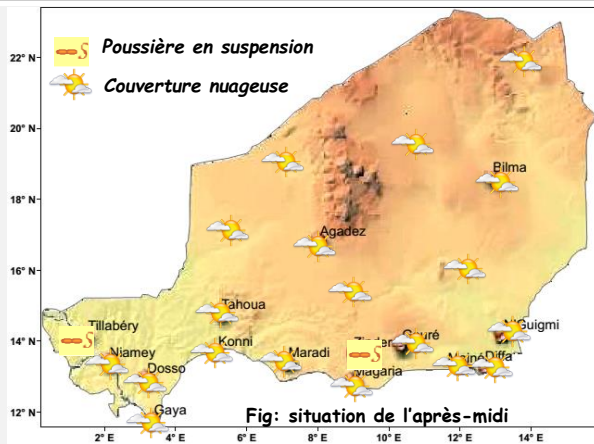 Poussière en suspension
Couverture nuageuse
22° N
20° N
18° N
16° N
14° N
12° N
Bilma
Agadez
Tahoua
N'Guigmi
Tillabéry
Gouré
Konni
Maradi
Niamey
Diffa
Dosso
Magaria
Gaya
Fig: situation de l'après-midi
2° E
4° E
6° E
8° E
10° E
12° E
14° E